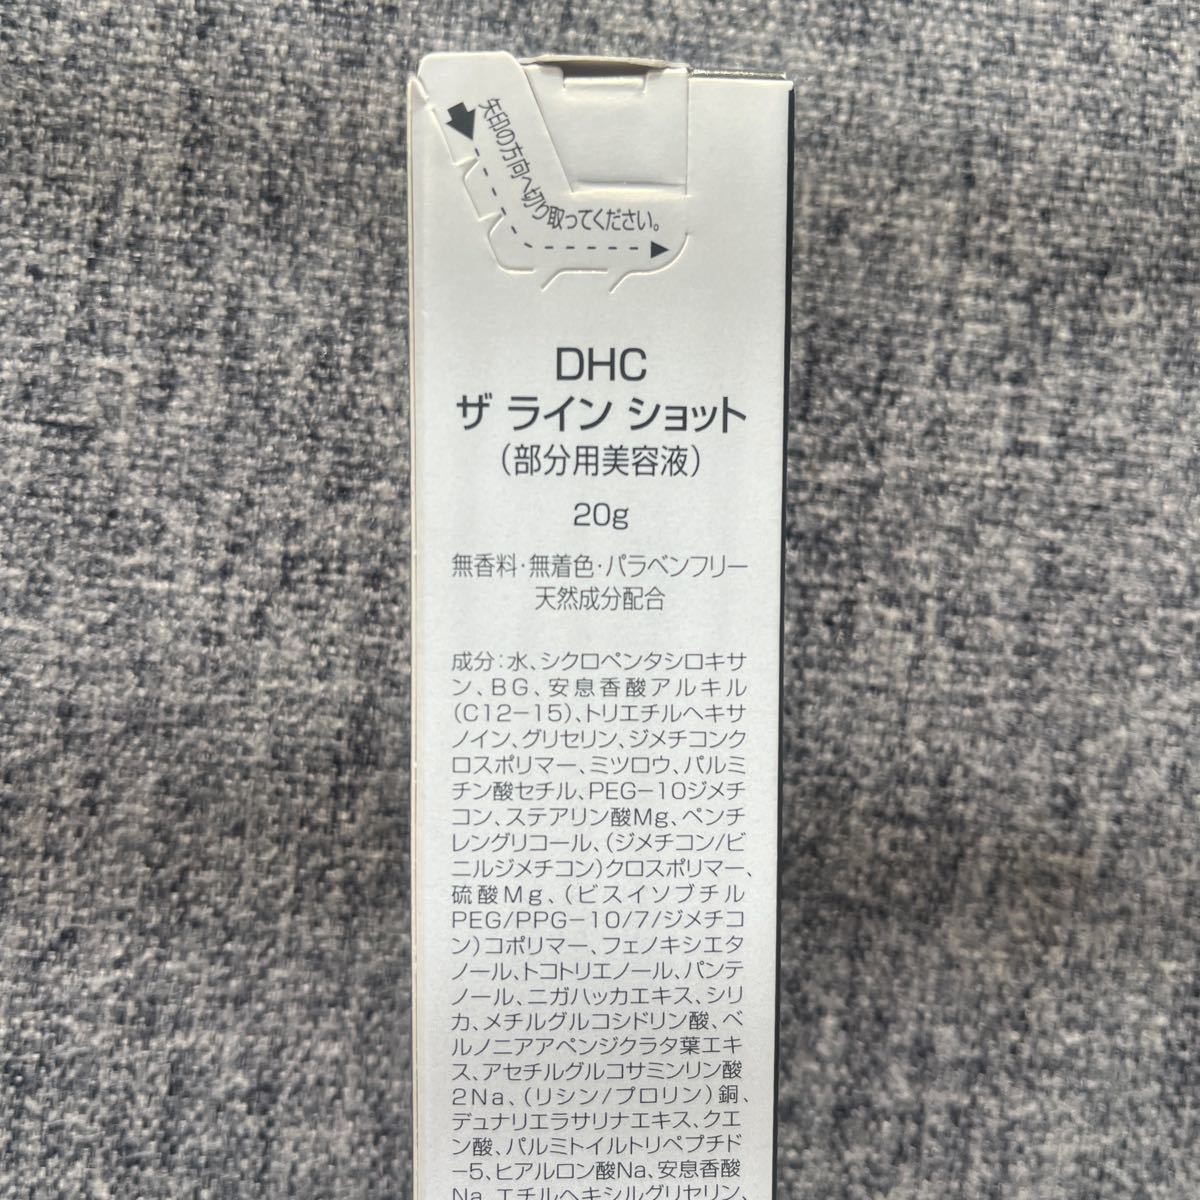 矢印の方向へ切り取ってください。
DHC
ザ ライン ショット
(部分用美容液)
20g
無香料・無着色・パラベンフリー
天然成分配合
成分:水、シクロペンタシロキサ
ン、BG、安息香酸アルキル
(C12-15)、トリエチルヘキサ
ノイン、グリセリン、ジメチコンク
ロスポリマー、ミツロウ、パルミ
チン酸セチル、PEG-10ジメチ
コン、ステアリン酸Mg、ペンチ
レングリコール、(ジメチコン/ビ
ニルジメチコン)クロスポリマー、
硫酸Mg、(ビスイソブチル
PEG/PPG-10/7/ジメチコ
ン)コポリマー、フェノキシエタ
ノール、トコトリエノール、パンテ
ノール、ニガハッカエキス、シリ
カ、メチルグルコシドリン酸、ベ
ルノニアアペンジクラタ葉エキ
ス、アセチルグルコサミンリン酸
2Na、(リシン/プロリン)銅、
デュナリエラサリナエキス、クエ
ン酸、パルミトイルトリペプチド
-5、ヒアルロン酸Na、安息香酸
Na、エチルヘキシルグリセリン、